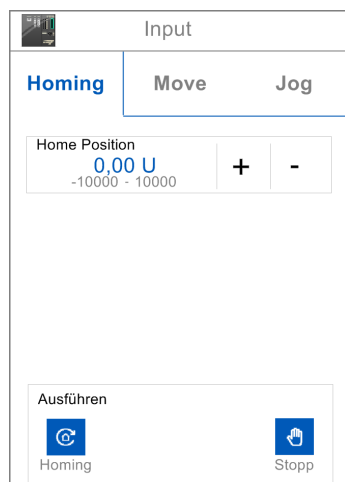 Input
Homing Move Jog
Home Position
0,00 U + -
-10000 - 10000
Ausführen
Homing Stopp